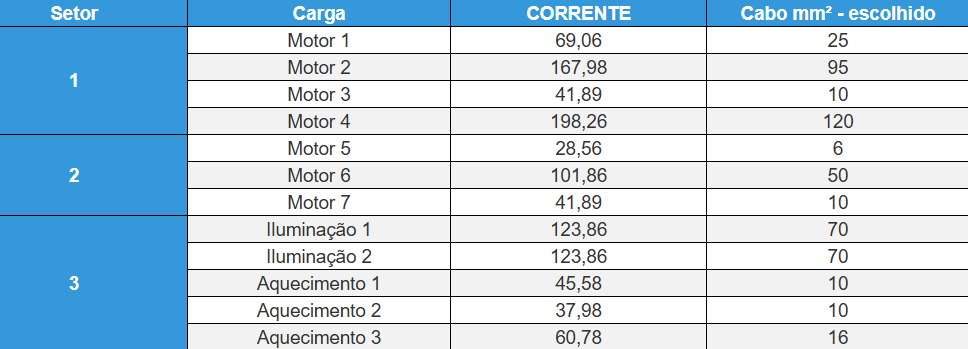 Setor Carga CORRENTE Cabo mm² - escolhido
1
Motor 1 69,06 25
Motor 2 167,98 95
Motor 3 41,89 10
Motor 4 198,26 120
2
Motor 5 28,56 6
Motor 6 101,86 50
Motor 7 41,89 10
3
Iluminação 1 123,86 70
Iluminação 2 123,86 70
Aquecimento 1 45,58 10
Aquecimento 2 37,98 10
Aquecimento 3 60,78 16